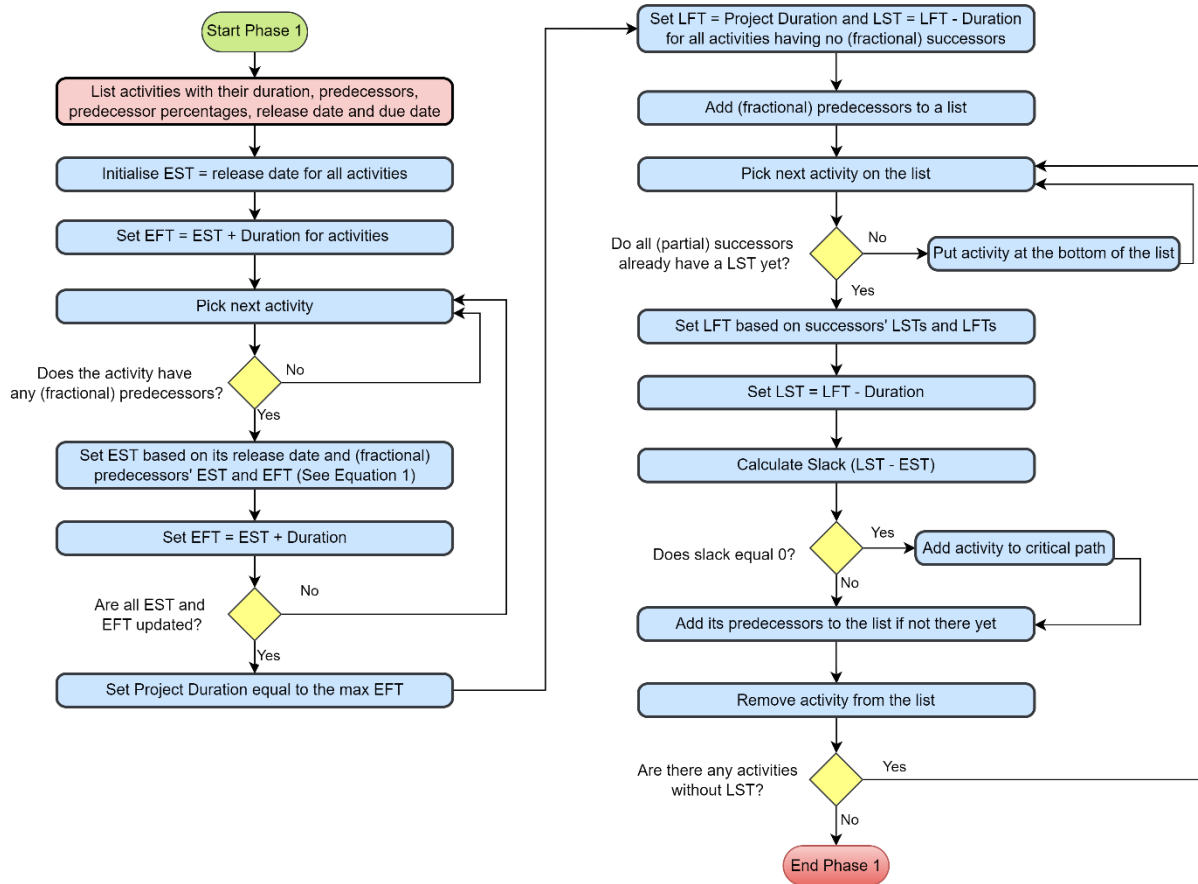 Start Phase 1
List activities with their duration, predecessors,
predecessor percentages, release date and due date
Initialise EST = release date for all activities
Set EFT = EST + Duration for activities
Pick next activity
Does the activity have
any (fractional) predecessors?
No
Yes
Set EST based on its release date and (fractional)
predecessors' EST and EFT (See Equation 1)
Set EFT = EST + Duration
Are all EST and
EFT updated?
No
Yes
Set Project Duration equal to the max EFT
Set LFT = Project Duration and LST = LFT - Duration
for all activities having no (fractional) successors
Add (fractional) predecessors to a list
Pick next activity on the list
Do all (partial) successors
already have a LST yet?
No
Put activity at the bottom of the list
Yes
Set LFT based on successors' LSTs and LFTs
Set LST = LFT - Duration
Calculate Slack (LST - EST)
Does slack equal 0?
Yes
Add activity to critical path
No
Add its predecessors to the list if not there yet
Remove activity from the list
Are there any activities
without LST?
Yes
No
End Phase 1